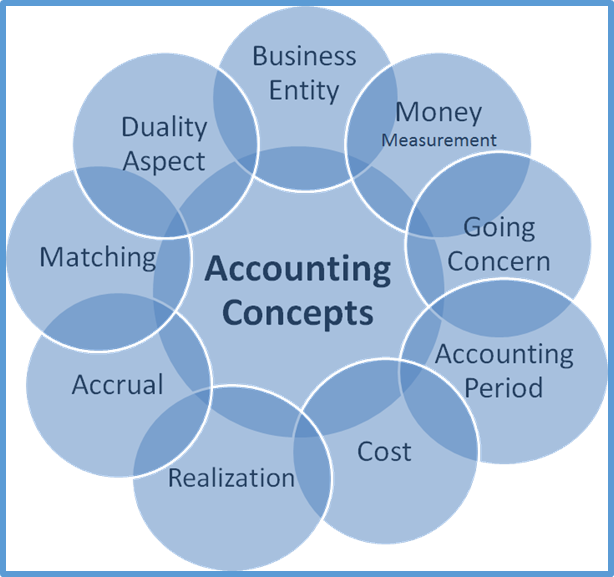 Business
Entity
Money
Measurement
Going
Concern
Accounting
Period
Cost
Realization
Accrual
Matching
Duality
Aspect
Accounting
Concepts